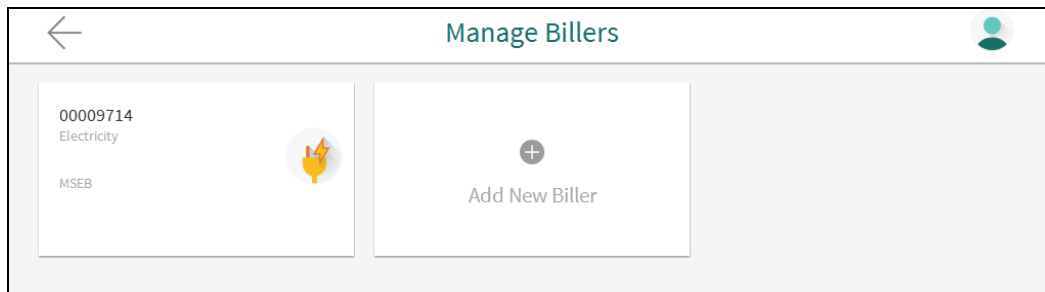 Manage Billers
00009714
Electricity
MSEB
Add New Biller